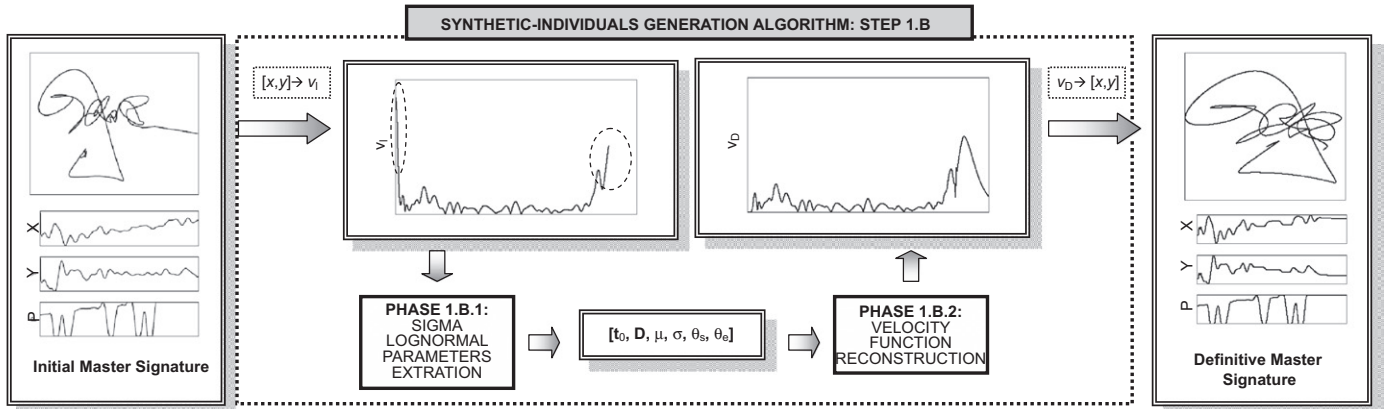 SYNTHETIC-INDIVIDUALS GENERATION ALGORITHM: STEP 1.B
X
Y
P
Initial Master Signature
[x,y]→ vI
vI
vD
vD→ [x,y]
PHASE 1.B.1:
SIGMA
LOGNORMAL
PARAMETERS
EXTRATION
[t0, D, μ, σ, θs, θe]
PHASE 1.B.2:
VELOCITY
FUNCTION
RECONSTRUCTION
X
Y
P
Definitive Master
Signature